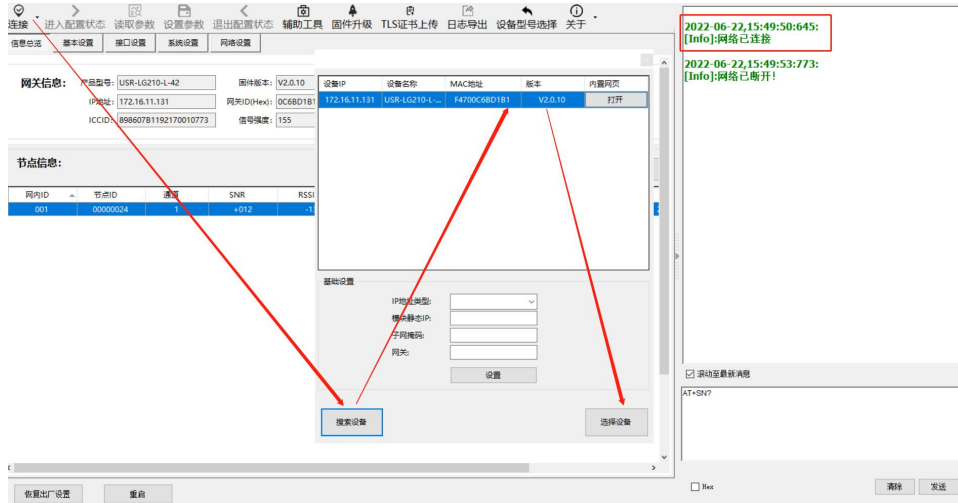 连接 进入配置状态 读取参数 设置参数 退出配置状态 辅助工具 固件升级 TLS证书上传 日志导出 设备型号选择 关于
信息总览 基本设置 接口设置 系统设置 网络设置
网关信息:
产品型号: USR-LG210-L-42 固件版本: V2.0.10
IP地址: 172.16.11.131 网关ID(Hex): 0C6BD1B1
ICCID: 898607B1192170010773 信号强度: 155
节点信息:
网内ID 节点ID 通道 SNR RSSI
001 00000024 1 +012
设备IP 设备名称 MAC地址 版本 内置网页
172.16.11.131 USR-LG210-L-... F4700C6BD1B1 V2.0.10 打开
基础设置
IP地址类型:
模块静态IP:
子网掩码:
网关:
设置
搜索设备 选择设备
恢复出厂设置 重启
2022-06-22,15:49:50:645:
[Info]:网络已连接
2022-06-22,15:49:53:773:
[Info]:网络已断开!
滚动至最新消息
AT+SN?
Hex 清除 发送